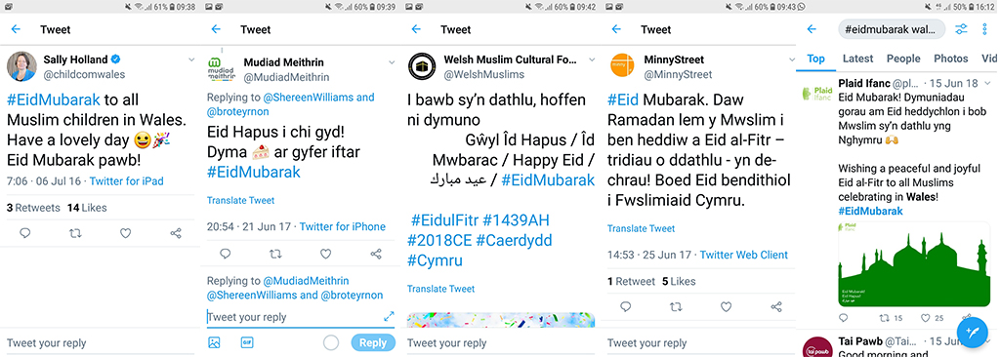 61% 09:38
Tweet
Sally Holland
@childcomwales
#EidMubarak to all
Muslim children in Wales.
Have a lovely day 😀🎉
Eid Mubarak pawb!
7:06 · 06 Jul 16 · Twitter for iPad
3 Retweets 14 Likes
Tweet your reply
60% 09:39
Tweet
mudiad
meithrin
Mudiad Meithrin
@MudiadMeithrin
Replying to @ShereenWilliams and
@broteyrnon
Eid Hapus i chi gyd!
Dyma 🍰 ar gyfer iftar
#EidMubarak
Translate Tweet
20:54 · 21 Jun 17 · Twitter for iPhone
Replying to @MudiadMeithrin
@ShereenWilliams and @broteyrnon
Tweet your reply
GIF
Reply
60% 09:42
Tweet
Welsh Muslim Cultural Fo...
@WelshMuslims
I bawb sy’n dathlu, hoffen
ni dymuno
Gŵyl Îd Hapus / Îd
Mwbarac / Happy Eid /
عيد مبارك / #EidMubarak
#EidulFitr #1439AH
#2018CE #Caerdydd
#Cymru
Translate Tweet
Tweet your reply
60% 09:43
Tweet
minny
MinnyStreet
@MinnyStreet
#Eid Mubarak. Daw
Ramadan lem y Mwslim i
ben heddiw a Eid al-Fitr –
tridiau o ddathlu - yn de-
chrau! Boed Eid bendithiol
i Fwslimiaid Cymru.
Translate Tweet
14:53 · 25 Jun 17 · Twitter Web Client
1 Retweet 5 Likes
Tweet your reply
50% 16:12
#eidmubarak wal...
Top Latest People Photos Vid
Plaid
Ifanc
Plaid Ifanc @pl... · 15 Jun 18
Eid Mubarak! Dymuniadau
gorau am Eid heddychlon i bob
Mwslim sy’n dathlu yng
Nghymru 🙌
Wishing a peaceful and joyful
Eid al-Fitr to all Muslims
celebrating in Wales!
#EidMubarak
Plaid
Ifanc
Eid Mubarak!
Eid Hapus!
15 25
tai pawb
Tai Pawb @Tai... · 15 Jun
Good morning and